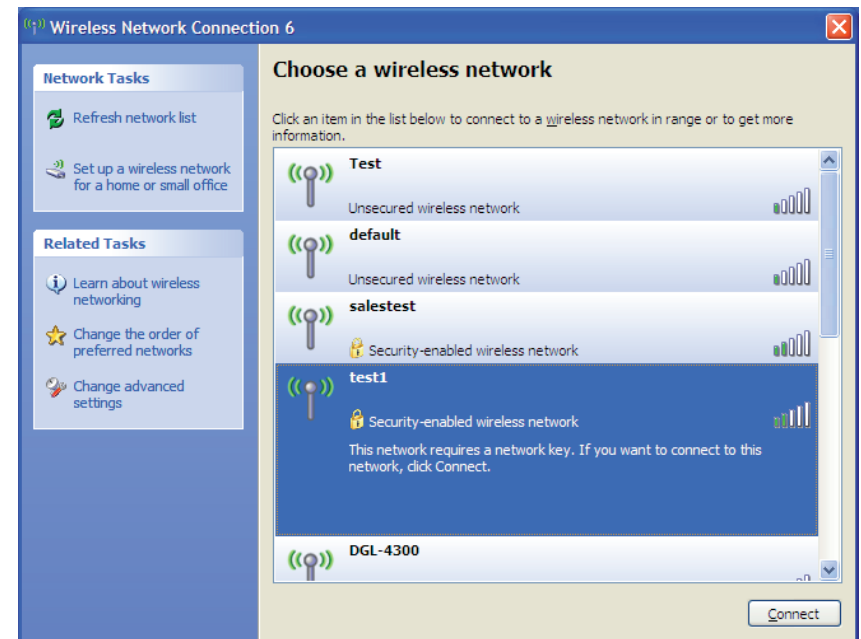 Wireless Network Connection 6
Network Tasks
Refresh network list
Set up a wireless network
for a home or small office
Related Tasks
Learn about wireless
networking
Change the order of
preferred networks
Change advanced
settings
Choose a wireless network
Click an item in the list below to connect to a wireless network in range or to get more
information.
Test
Unsecured wireless network
default
Unsecured wireless network
salestest
Security-enabled wireless network
test1
Security-enabled wireless network
This network requires a network key. If you want to connect to this
network, click Connect.
DGL-4300
Connect